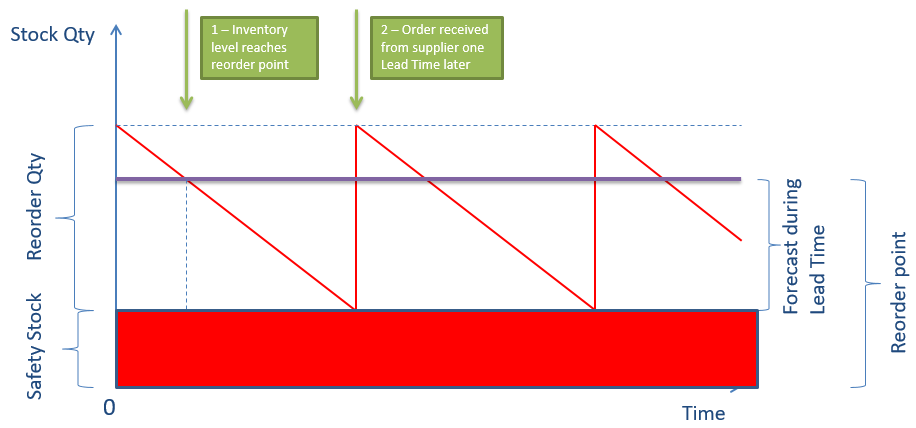 Stock Qty
1 – Inventory
level reaches
reorder point
2 – Order received
from supplier one
Lead Time later
Reorder Qty
Safety Stock
Forecast during
Lead Time
Reorder point
0
Time